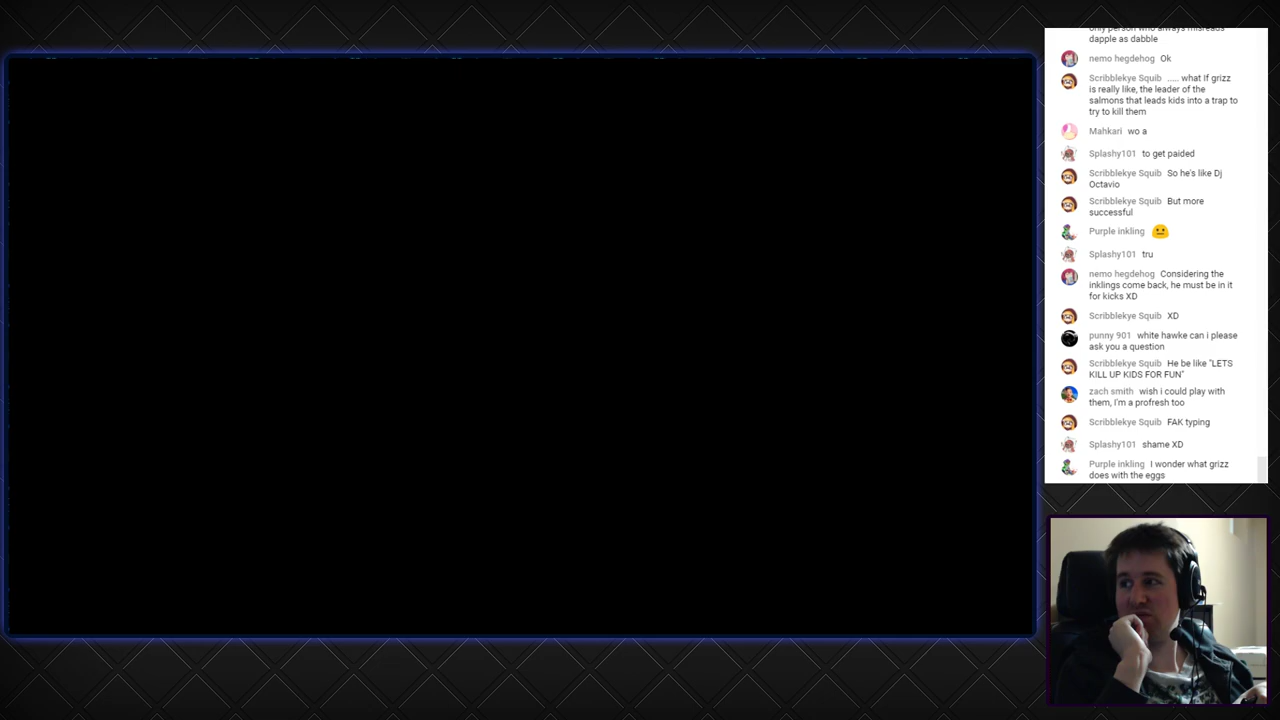 only person who always misreads
dapple as dabble
nemo hegdehog Ok
Scribblekye Squib ..... what If grizz
is really like, the leader of the
salmons that leads kids into a trap to
try to kill them
Mahkari wo a
Splashy101 to get paided
Scribblekye Squib So he's like Dj
Octavio
Scribblekye Squib But more
successful
Purple inkling
Splashy101 tru
nemo hegdehog Considering the
inklings come back, he must be in it
for kicks XD
Scribblekye Squib XD
punny 901 white hawke can i please
ask you a question
Scribblekye Squib He be like "LETS
KILL UP KIDS FOR FUN"
zach smith wish i could play with
them, I'm a profresh too
Scribblekye Squib FAK typing
Splashy101 shame XD
Purple inkling I wonder what grizz
does with the eggs